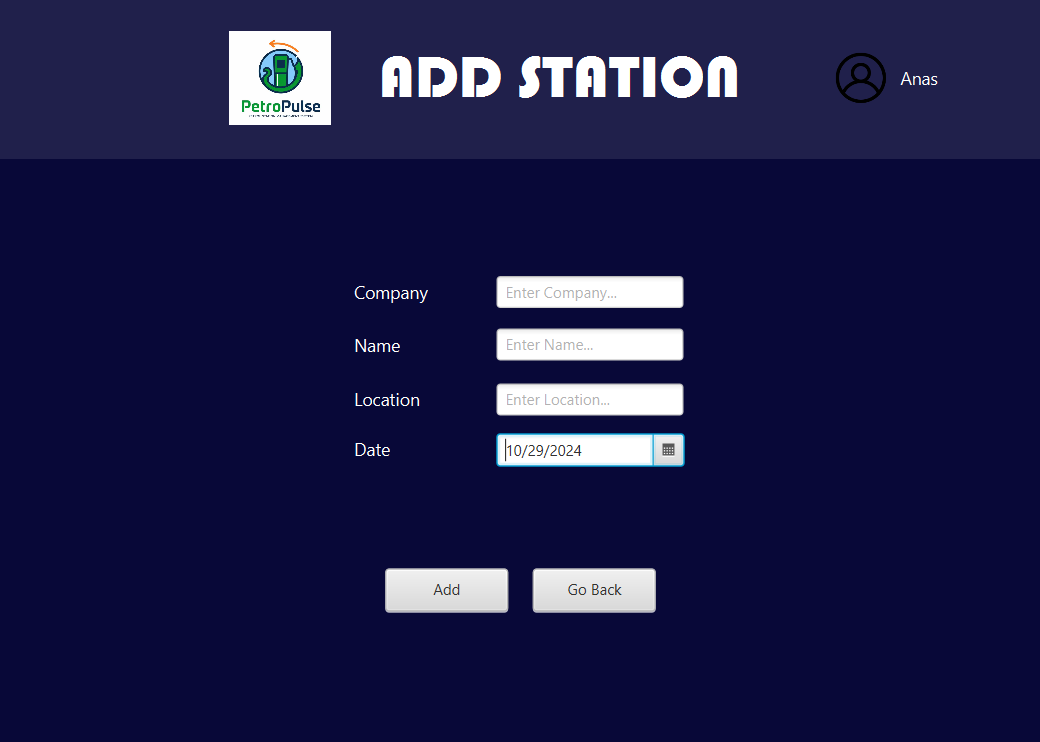 PetroPulse
ADD STATION
Anas
Company
Enter Company...
Name
Enter Name...
Location
Enter Location...
Date
10/29/2024
Add
Go Back